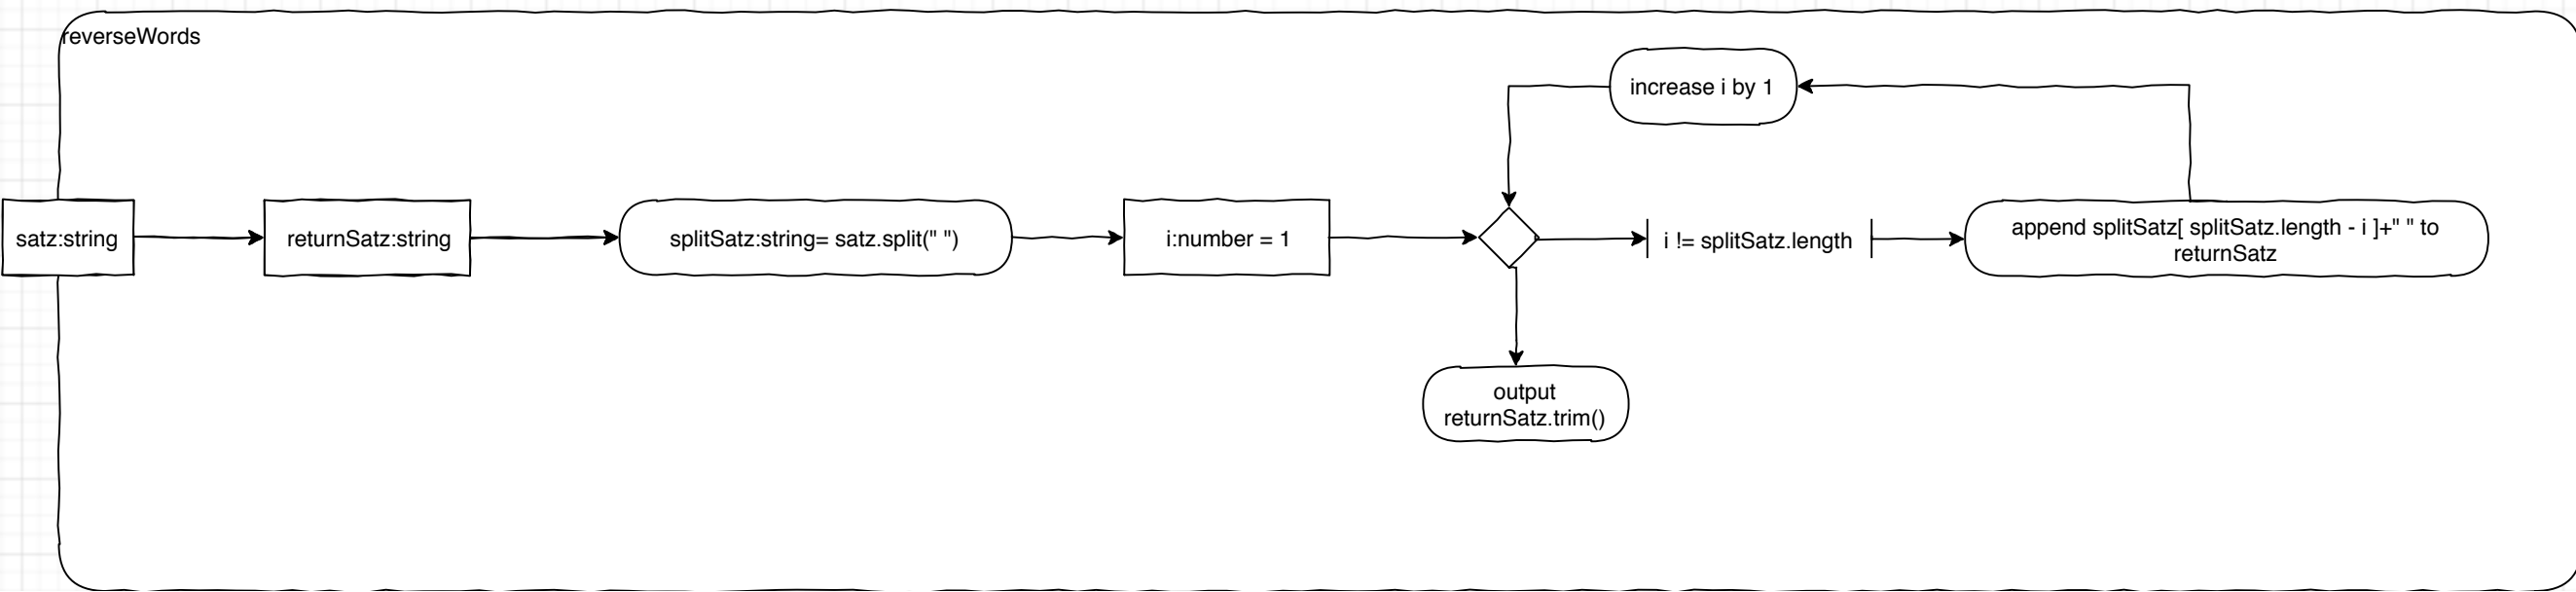 reverseWords
increase i by 1
satz:string
returnSatz:string
splitSatz:string= satz.split(" ")
i:number = 1
i != splitSatz.length
append splitSatz[ splitSatz.length - i ]+" " to
returnSatz
output
returnSatz.trim()